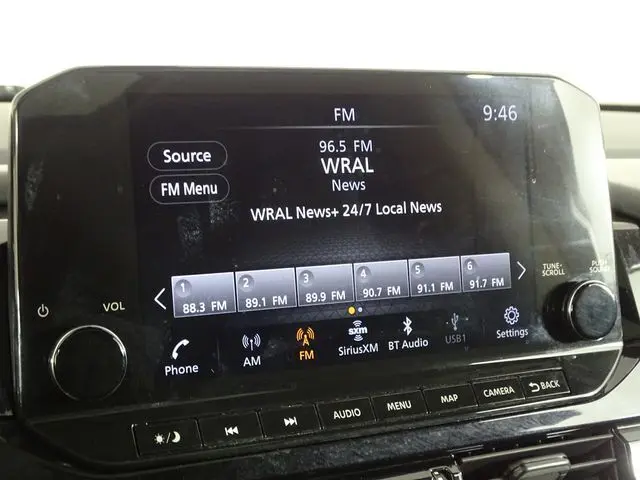 FM 9:46
Source
FM Menu
96.5 FM
WRAL
News
WRAL News+ 24/7 Local News
1 2 3 4 5 6
88.3 FM 89.1 FM 89.9 FM 90.7 FM 91.1 FM 91.7 FM
VOL
TUNE-SCROLL
PUSH
SOUND
Phone AM FM sxm SiriusXM BT Audio USB1 Settings
AUDIO MENU MAP CAMERA BACK